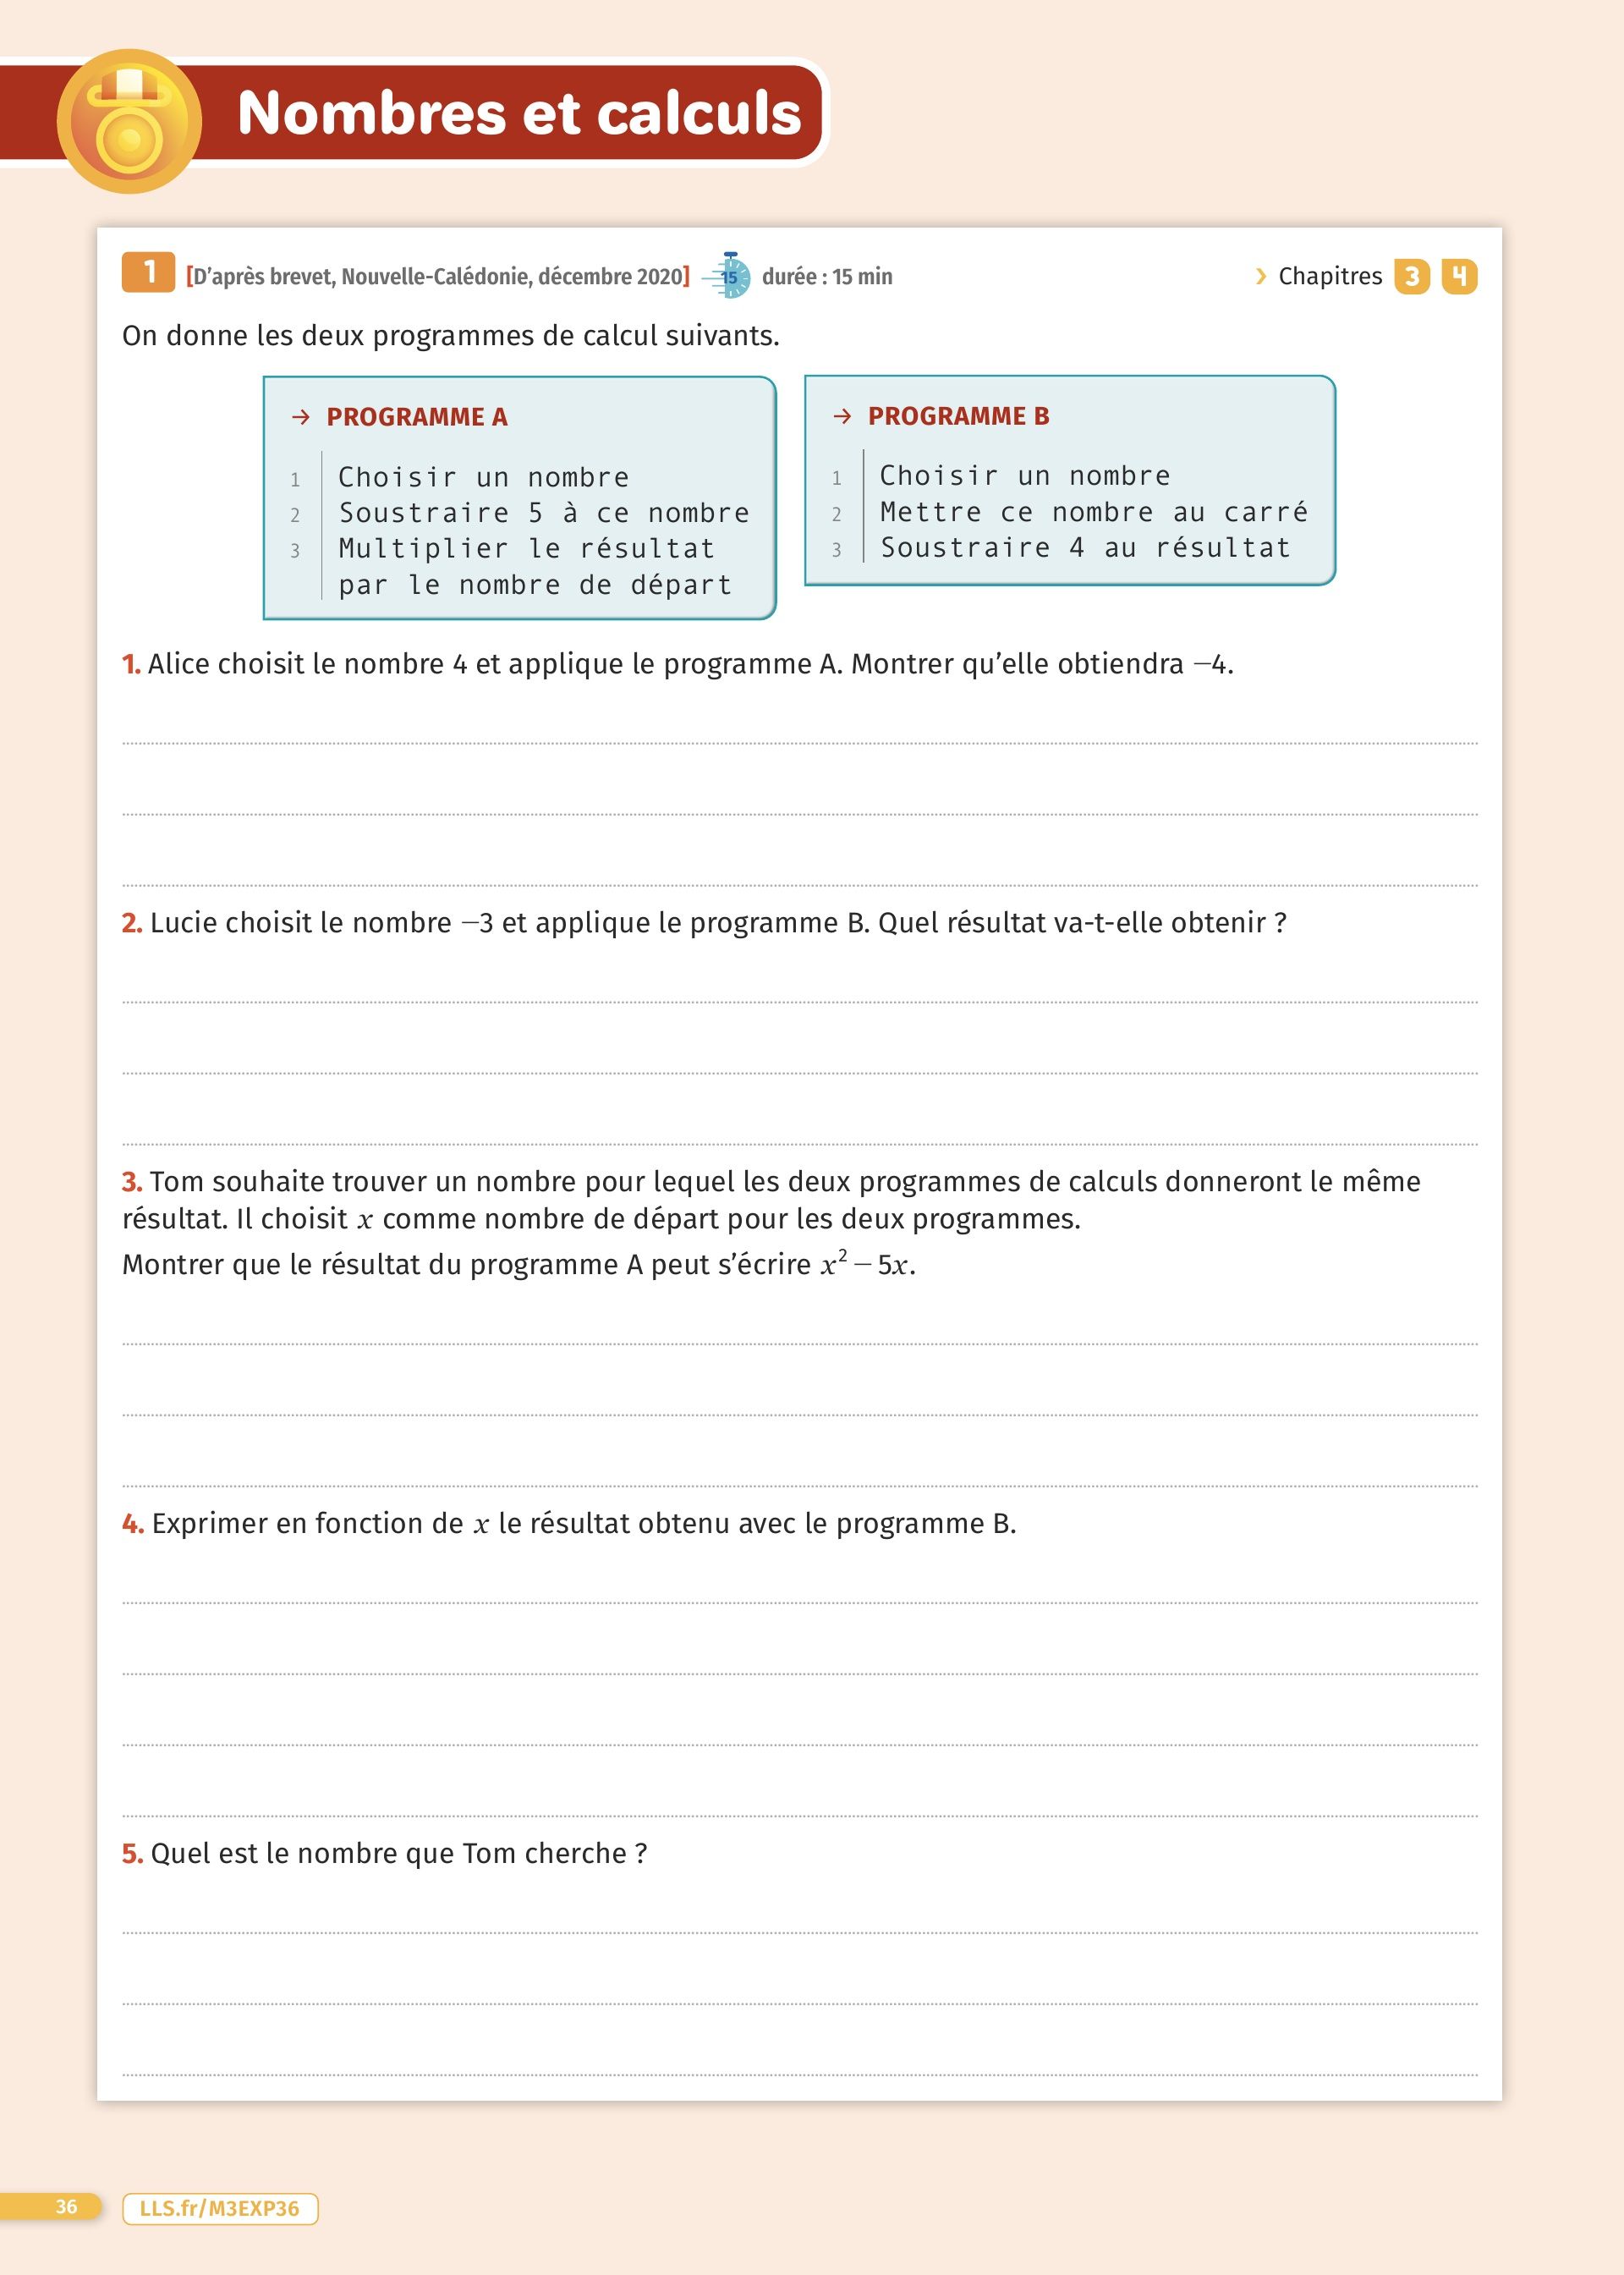 Nombres et calculs
1 [D’après brevet, Nouvelle-Calédonie, décembre 2020] 15 durée : 15 min › Chapitres 3 4
On donne les deux programmes de calcul suivants.
→ PROGRAMME A
1 Choisir un nombre
2 Soustraire 5 à ce nombre
3 Multiplier le résultat
par le nombre de départ
→ PROGRAMME B
1 Choisir un nombre
2 Mettre ce nombre au carré
3 Soustraire 4 au résultat
1. Alice choisit le nombre 4 et applique le programme A. Montrer qu’elle obtiendra −4.
2. Lucie choisit le nombre −3 et applique le programme B. Quel résultat va-t-elle obtenir ?
3. Tom souhaite trouver un nombre pour lequel les deux programmes de calculs donneront le même
résultat. Il choisit x comme nombre de départ pour les deux programmes.
Montrer que le résultat du programme A peut s’écrire x² − 5x.
4. Exprimer en fonction de x le résultat obtenu avec le programme B.
5. Quel est le nombre que Tom cherche ?
36 LLS.fr/M3EXP36